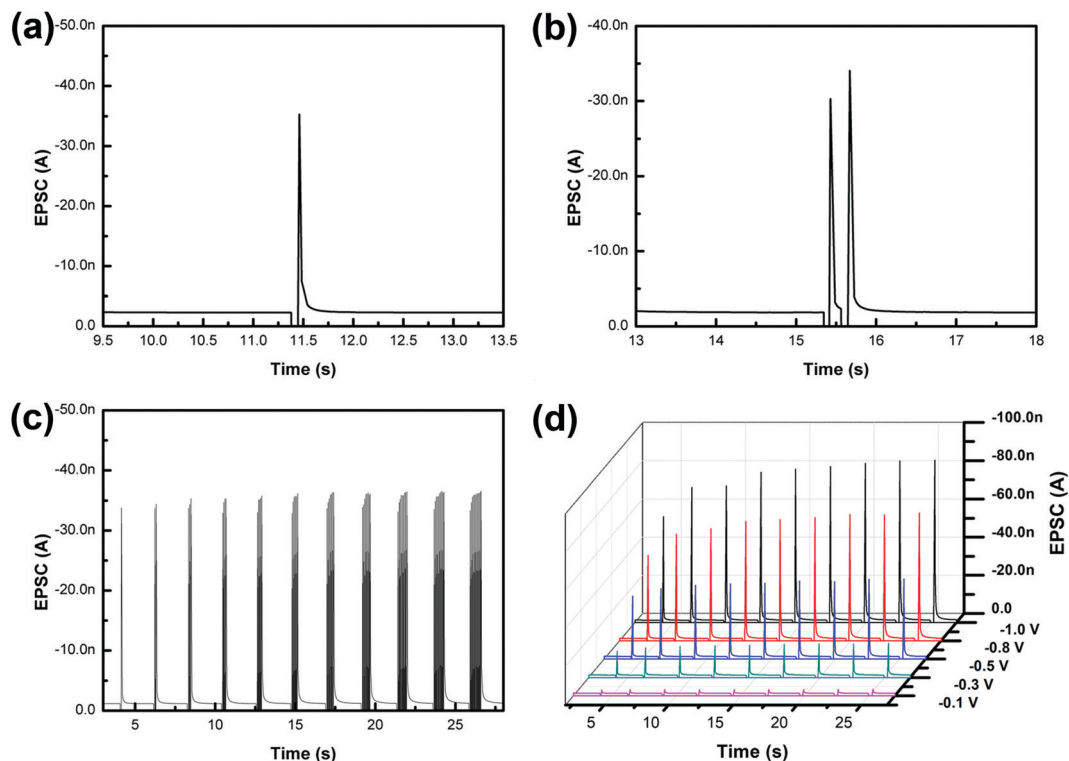 (a)
-50.0n
-40.0n
-30.0n
-20.0n
-10.0n
0.0
EPSC (A)
9.5 10.0 10.5 11.0 11.5 12.0 12.5 13.0 13.5
Time (s)
(b)
-40.0n
-30.0n
-20.0n
-10.0n
0.0
EPSC (A)
13 14 15 16 17 18
Time (s)
(c)
-50.0n
-40.0n
-30.0n
-20.0n
-10.0n
0.0
EPSC (A)
5 10 15 20 25
Time (s)
(d)
-100.0n
-80.0n
-60.0n
-40.0n
-20.0n
0.0
EPSC (A)
-1.0 V
-0.8 V
-0.5 V
-0.3 V
-0.1 V
5 10 15 20 25
Time (s)